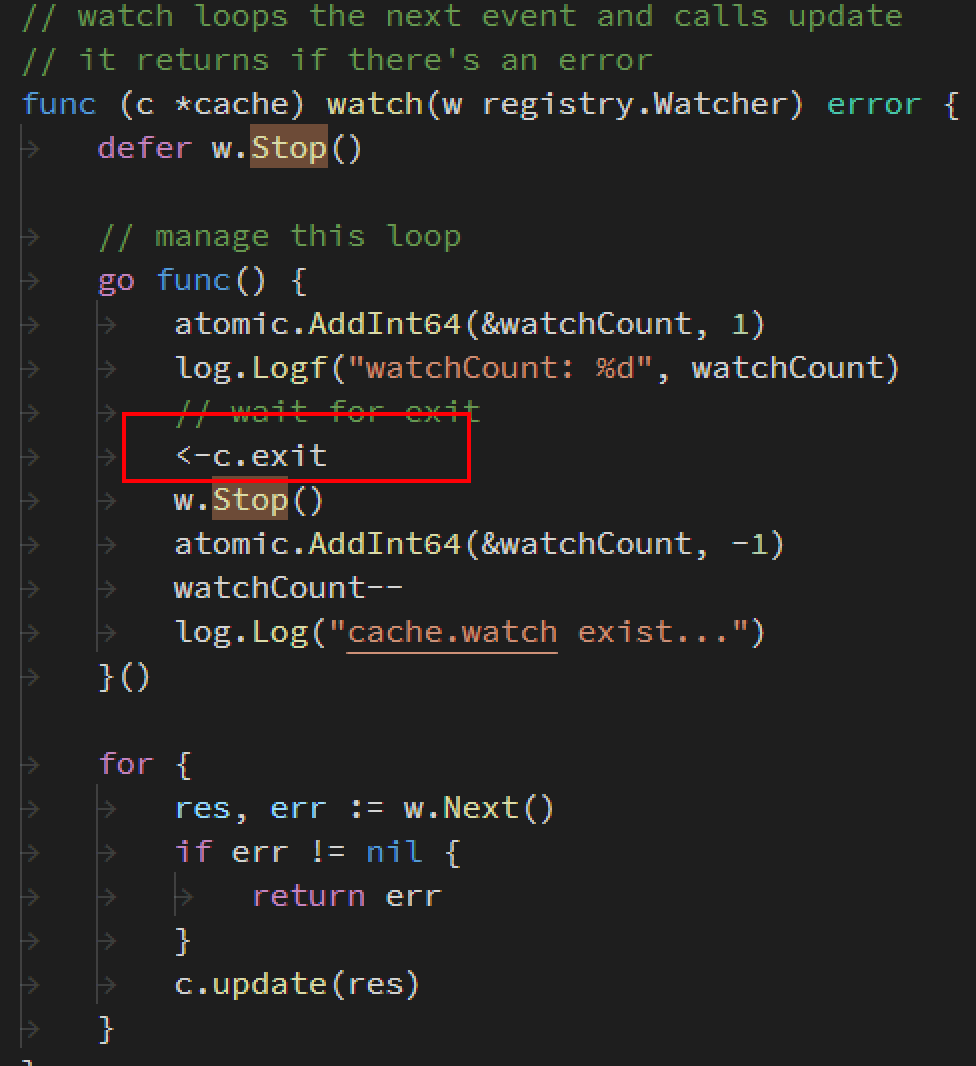 // watch loops the next event and calls update
// it returns if there's an error
func (c *cache) watch(w registry.Watcher) error {
defer w.Stop()
// manage this loop
go func() {
atomic.AddInt64(&watchCount, 1)
log.Logf("watchCount: %d", watchCount)
// wait for exit
<-c.exit
w.Stop()
atomic.AddInt64(&watchCount, -1)
watchCount--
log.Log("cache.watch exist...")
}()
for {
res, err := w.Next()
if err != nil {
return err
}
c.update(res)
}
}